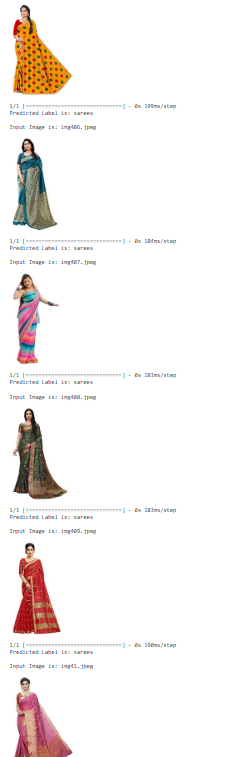 1/1 [==============================] - 0s 199ms/step
Predicted Label is: sarees
Input Image is: img406.jpeg
1/1 [==============================] - 0s 184ms/step
Predicted Label is: sarees
Input Image is: img407.jpeg
1/1 [==============================] - 0s 183ms/step
Predicted Label is: sarees
Input Image is: img408.jpeg
1/1 [==============================] - 0s 183ms/step
Predicted Label is: sarees
Input Image is: img409.jpeg
1/1 [==============================] - 0s 190ms/step
Predicted Label is: sarees
Input Image is: img41.jpeg